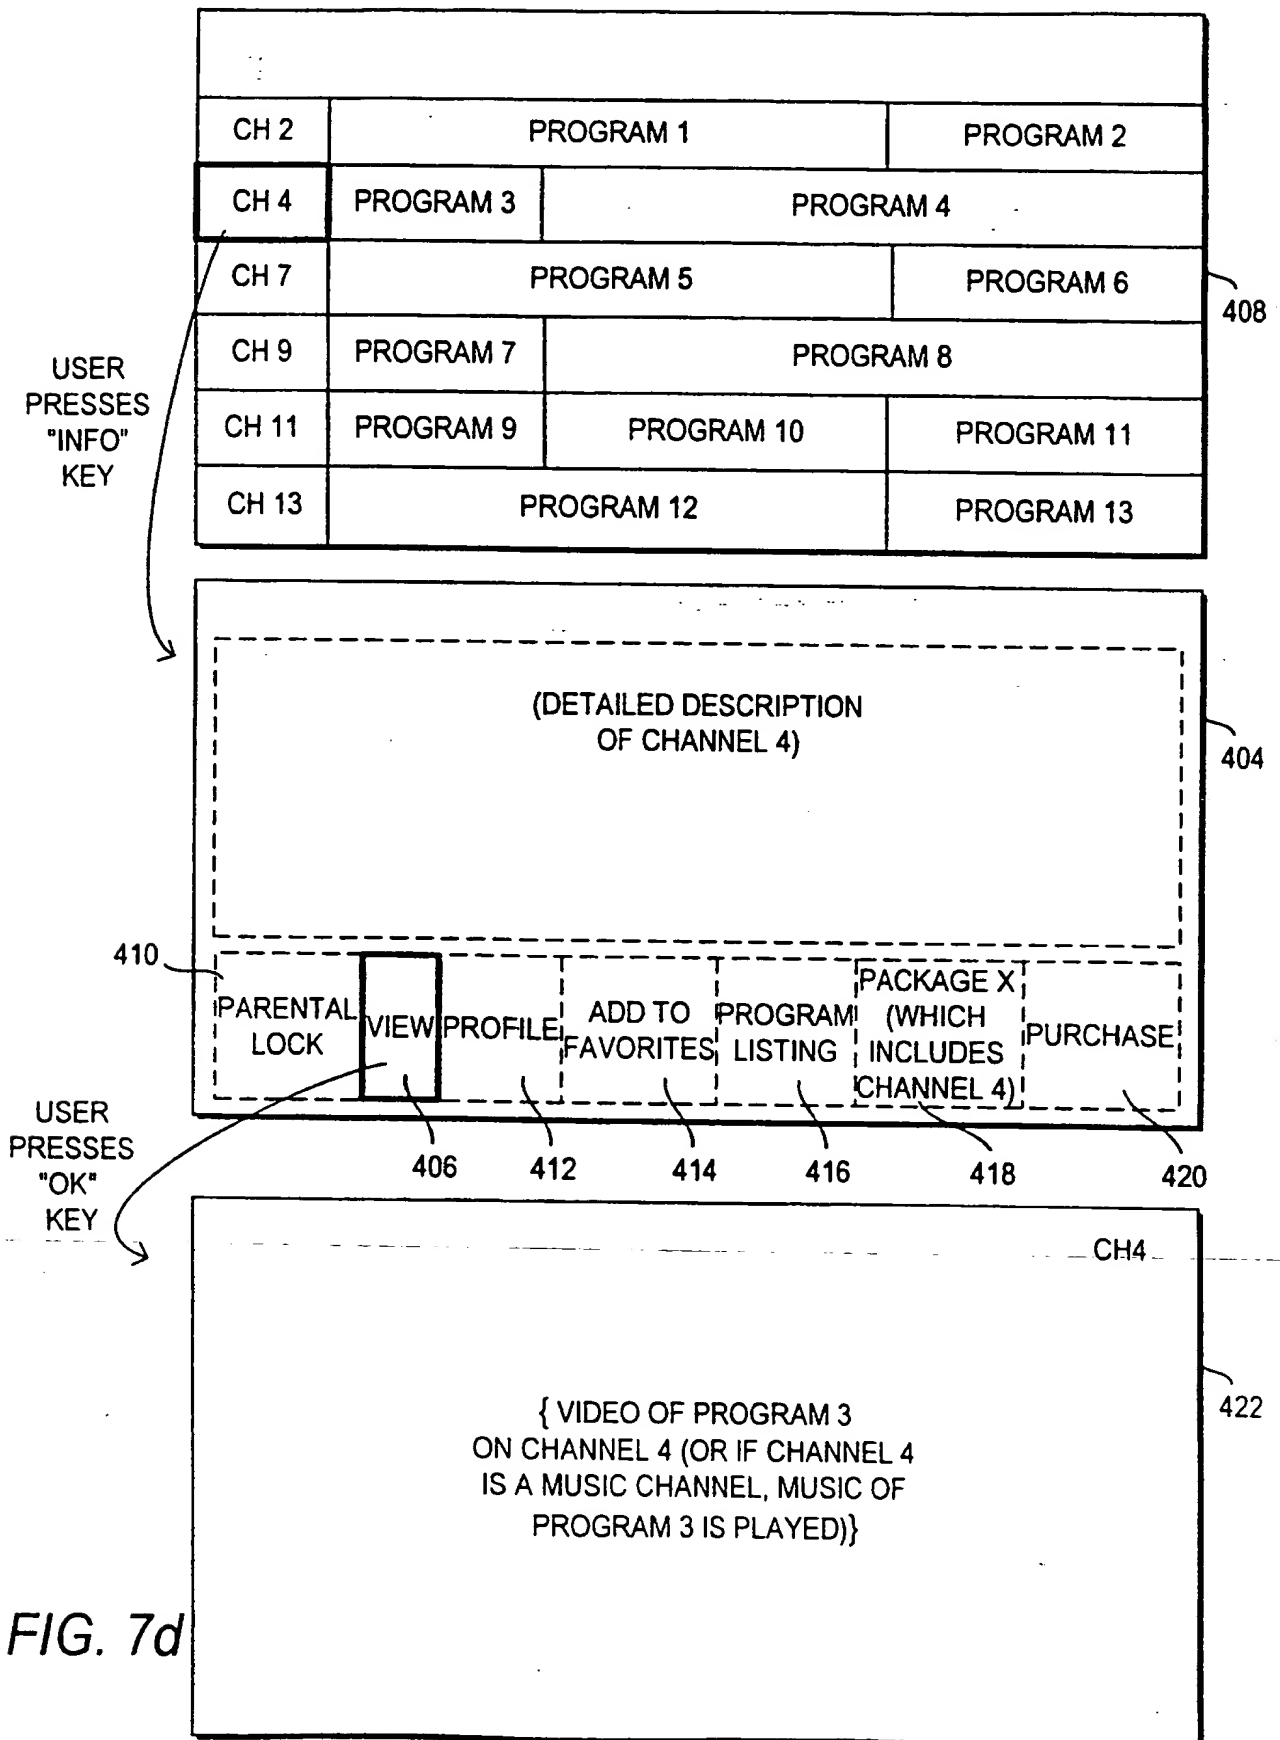 CH 2 PROGRAM 1 PROGRAM 2
CH 4 PROGRAM 3 PROGRAM 4
CH 7 PROGRAM 5 PROGRAM 6
408
CH 9 PROGRAM 7 PROGRAM 8
CH 11 PROGRAM 9 PROGRAM 10 PROGRAM 11
CH 13 PROGRAM 12 PROGRAM 13
USER
PRESSES
"INFO"
KEY
(DETAILED DESCRIPTION
OF CHANNEL 4)
404
410
PARENTAL
LOCK
VIEW
PROFILE
ADD TO
FAVORITES
PROGRAM
LISTING
PACKAGE X
(WHICH
INCLUDES
CHANNEL 4)
PURCHASE
USER
PRESSES
"OK"
KEY
406 412 414 416 418 420
CH4
422
{ VIDEO OF PROGRAM 3
ON CHANNEL 4 (OR IF CHANNEL 4
IS A MUSIC CHANNEL, MUSIC OF
PROGRAM 3 IS PLAYED)}
FIG. 7d